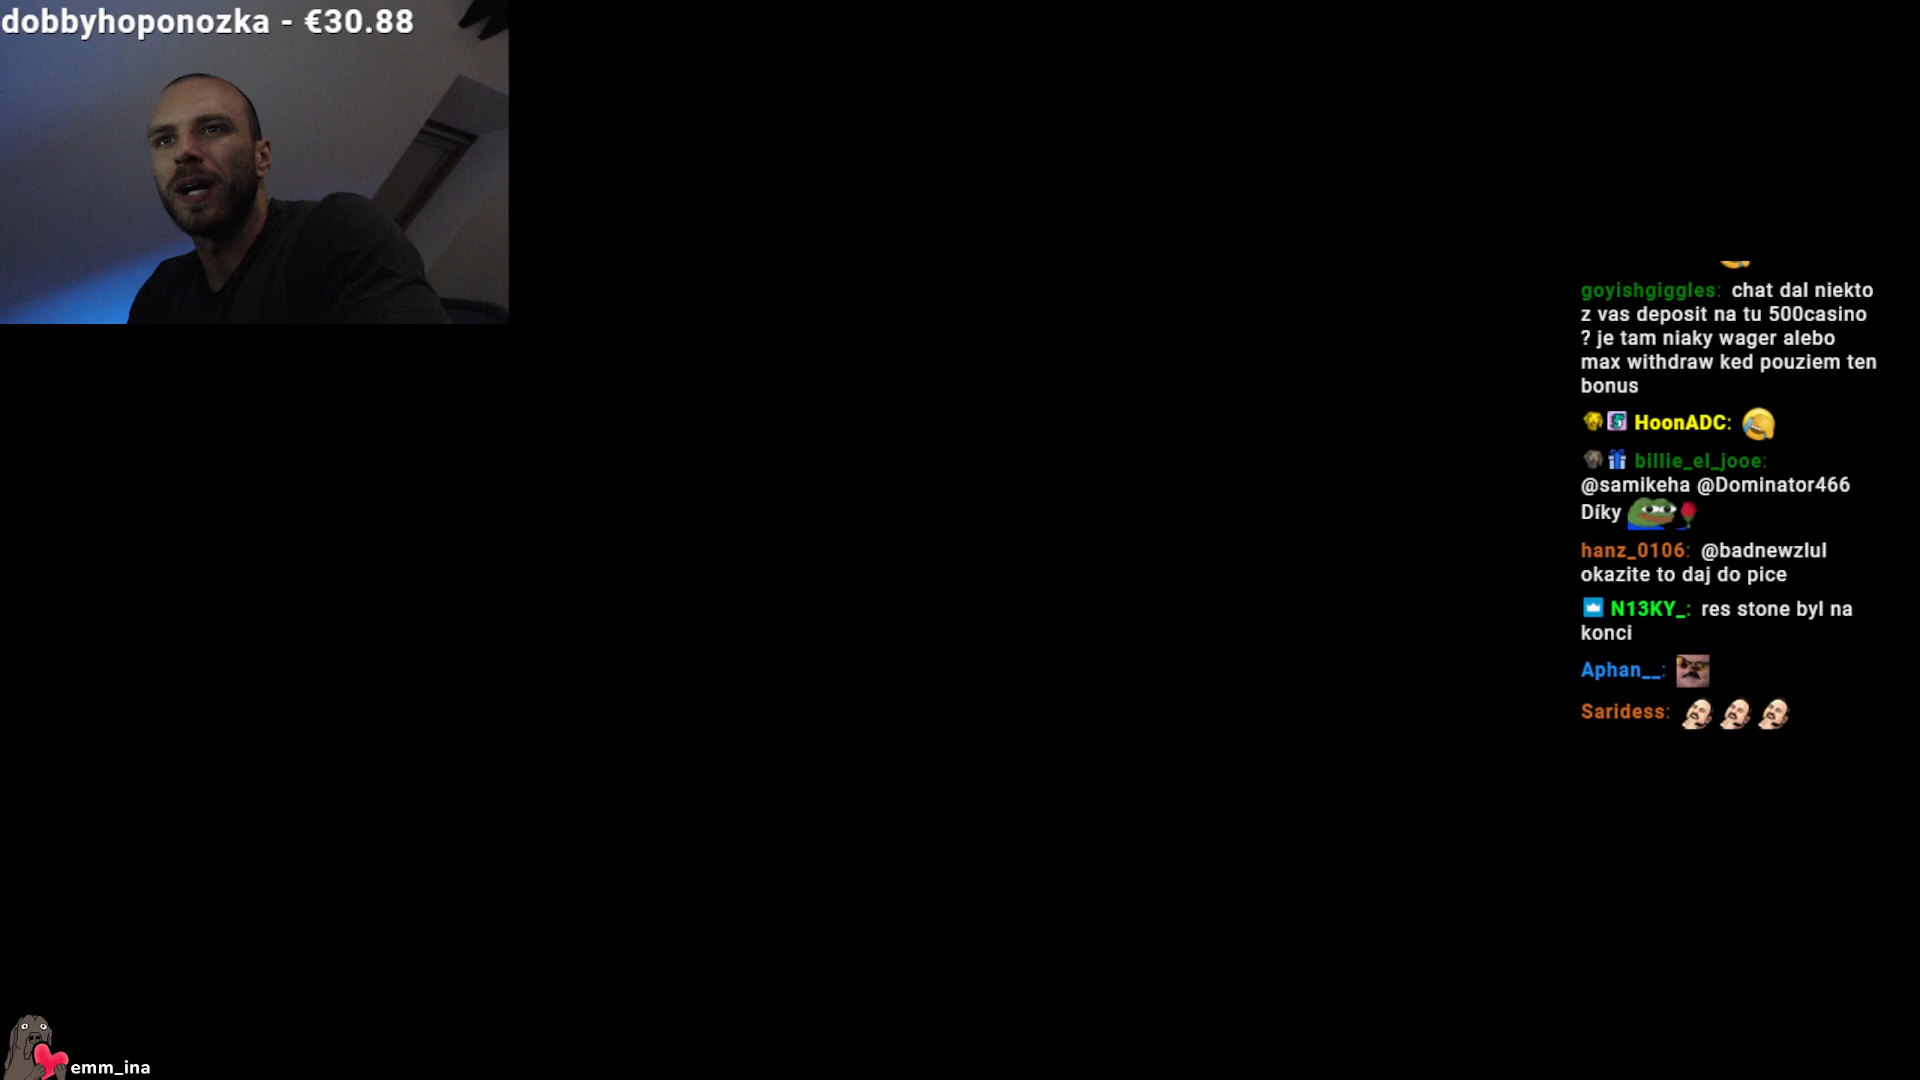 dobbyhoponozka - €30.88
goyishgiggles: chat dal niekto
z vas deposit na tu 500casino
? je tam niaky wager alebo
max withdraw ked pouziem ten
bonus
HoonADC:
billie_el_jooe:
@samikeha @Dominator466
Díky
hanz_0106: @badnewzlul
okazite to daj do pice
N13KY_: res stone byl na
konci
Aphan__:
Saridess:
emm_ina